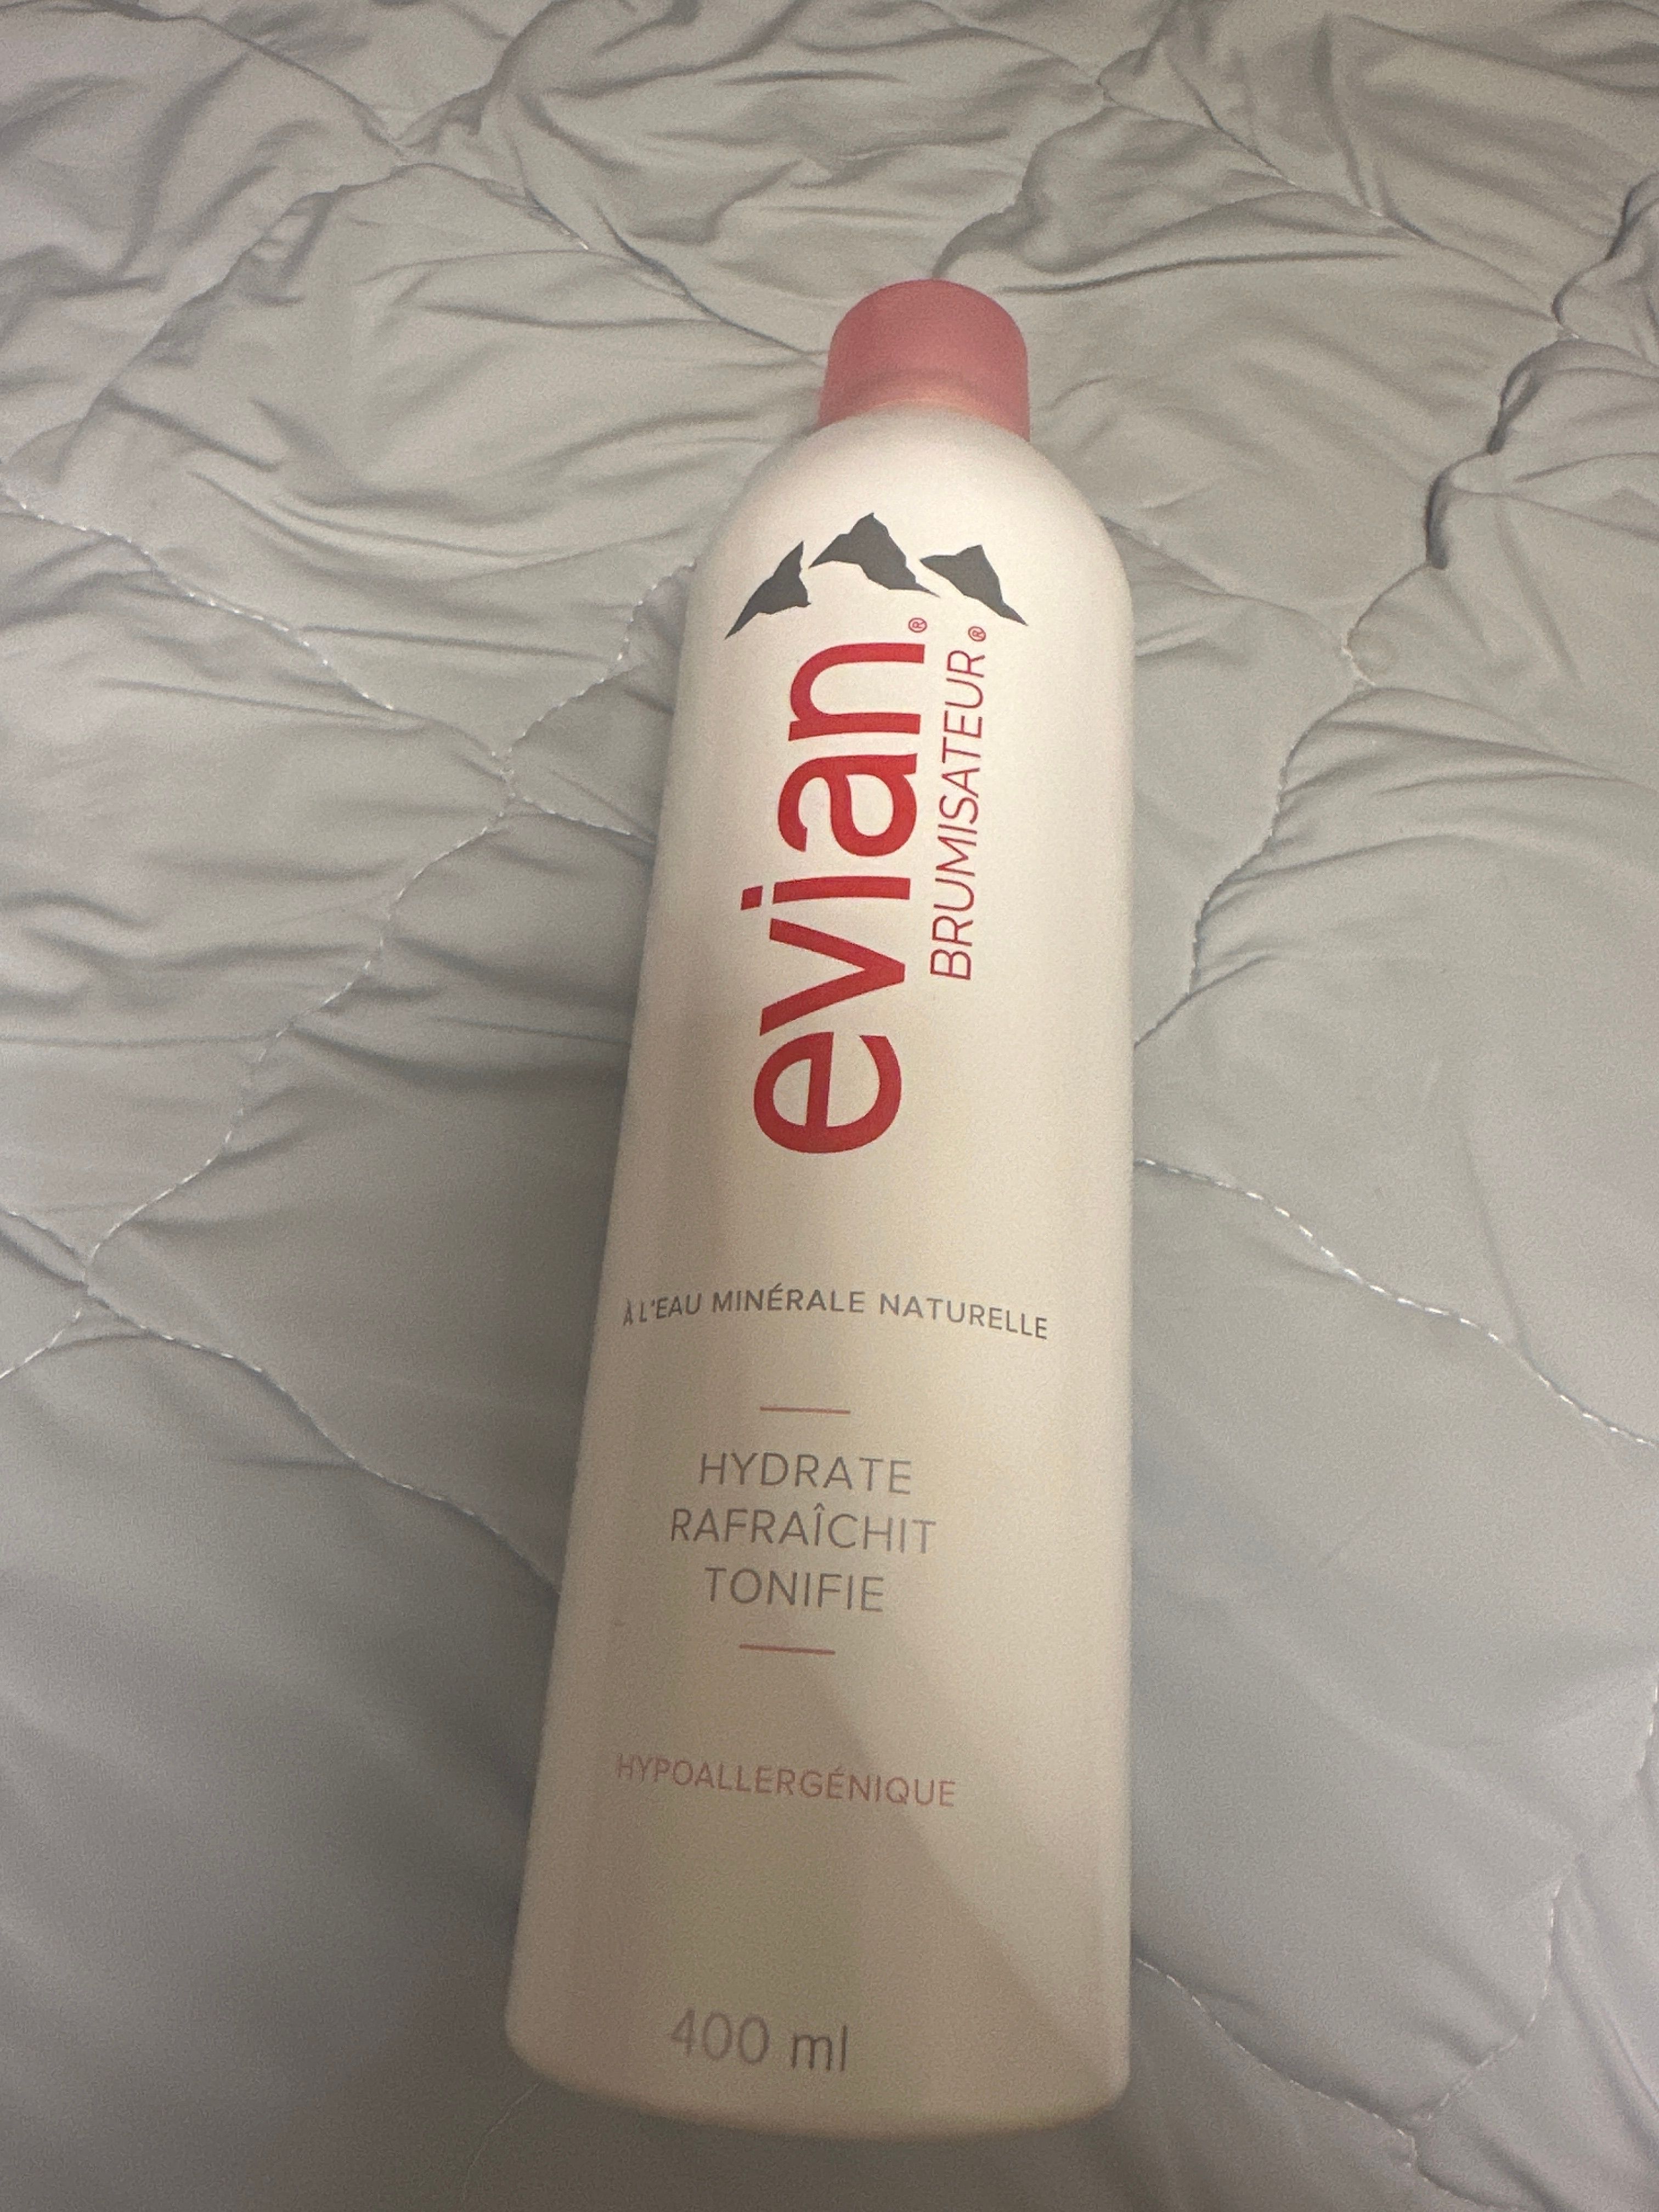 evian®
BRUMISATEUR®
À L'EAU MINÉRALE NATURELLE
HYDRATE
RAFRAÎCHIT
TONIFIE
HYPOALLERGÉNIQUE
400 ml